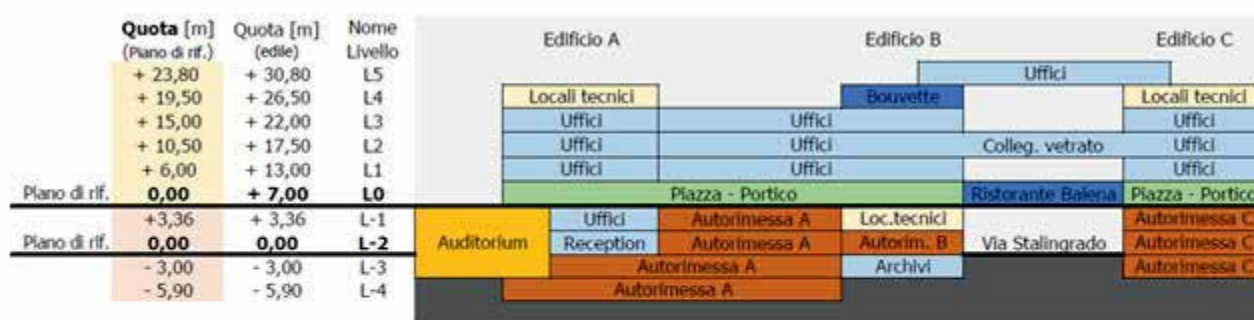 Quota [m] Quota [m] Nome
(Piano di rif.) (edile) Livello Edificio A Edificio B Edificio C
+ 23,80 + 30,80 L5 Uffici
+ 19,50 + 26,50 L4 Locali tecnici Bouvette Locali tecnici
+ 15,00 + 22,00 L3 Uffici Uffici Uffici
+ 10,50 + 17,50 L2 Uffici Uffici Colleg. vetrato Uffici
+ 6,00 + 13,00 L1 Uffici Uffici Uffici
Piano di rif. 0,00 + 7,00 L0 Piazza - Portico Ristorante Balena Piazza - Portico
+3,36 + 3,36 L-1 Uffici Autorimessa A Loc.tecnici Autorimessa C
Piano di rif. 0,00 0,00 L-2 Auditorium Reception Autorimessa A Autorim. B Via Stalingrado Autorimessa C
- 3,00 - 3,00 L-3 Autorimessa A Archivi Autorimessa C
- 5,90 - 5,90 L-4 Autorimessa A